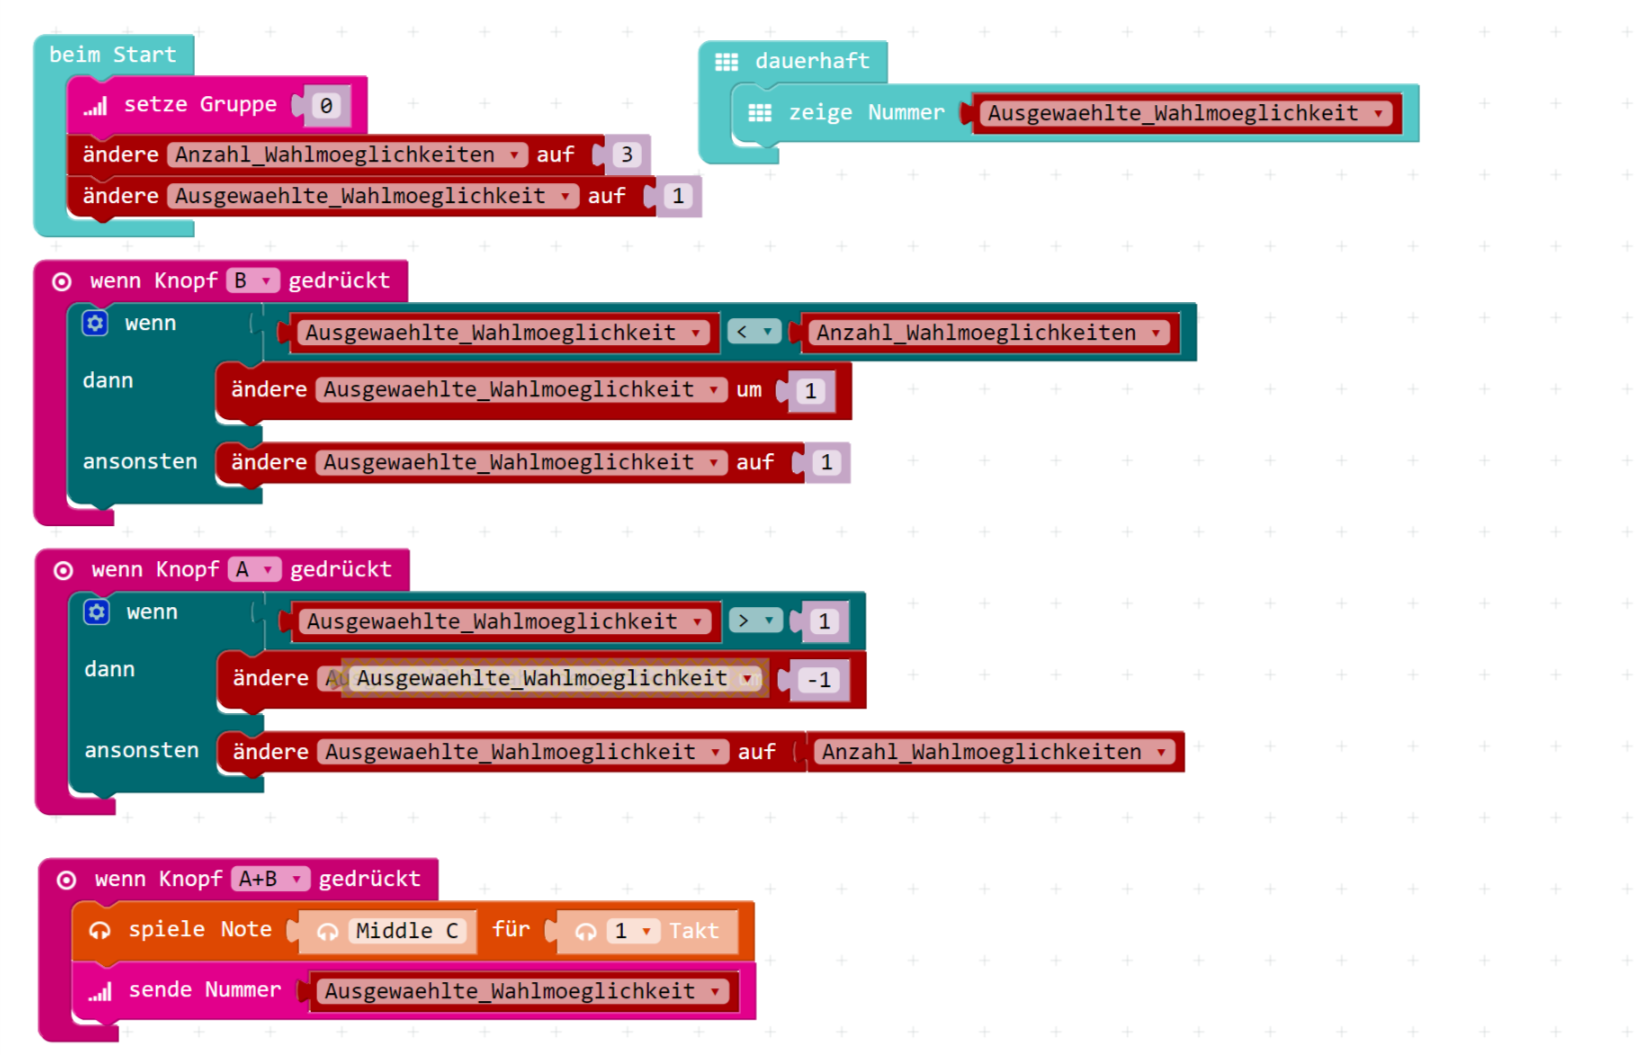 beim Start
setze Gruppe 0
ändere Anzahl_Wahlmoeglichkeiten auf 3
ändere Ausgewaehlte_Wahlmoeglichkeit auf 1
dauerhaft
zeige Nummer Ausgewaehlte_Wahlmoeglichkeit
wenn Knopf B gedrückt
wenn Ausgewaehlte_Wahlmoeglichkeit < Anzahl_Wahlmoeglichkeiten
dann ändere Ausgewaehlte_Wahlmoeglichkeit um 1
ansonsten ändere Ausgewaehlte_Wahlmoeglichkeit auf 1
wenn Knopf A gedrückt
wenn Ausgewaehlte_Wahlmoeglichkeit > 1
dann ändere Ausgewaehlte_Wahlmoeglichkeit -1
ansonsten ändere Ausgewaehlte_Wahlmoeglichkeit auf Anzahl_Wahlmoeglichkeiten
wenn Knopf A+B gedrückt
spiele Note Middle C für 1 Takt
sende Nummer Ausgewaehlte_Wahlmoeglichkeit